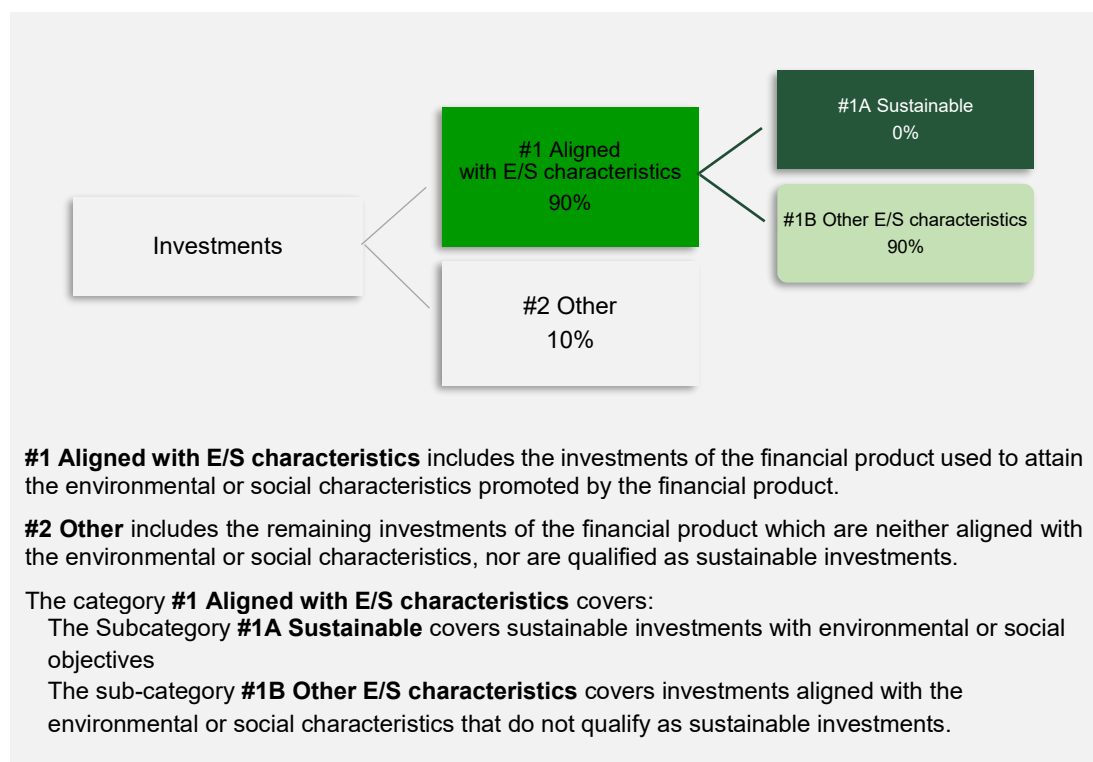 Investments
#1 Aligned
with E/S characteristics
90%
#2 Other
10%
#1A Sustainable
0%
#1B Other E/S characteristics
90%
#1 Aligned with E/S characteristics includes the investments of the financial product used to attain
the environmental or social characteristics promoted by the financial product.
#2 Other includes the remaining investments of the financial product which are neither aligned with
the environmental or social characteristics, nor are qualified as sustainable investments.
The category #1 Aligned with E/S characteristics covers:
The Subcategory #1A Sustainable covers sustainable investments with environmental or social
objectives
The sub-category #1B Other E/S characteristics covers investments aligned with the
environmental or social characteristics that do not qualify as sustainable investments.